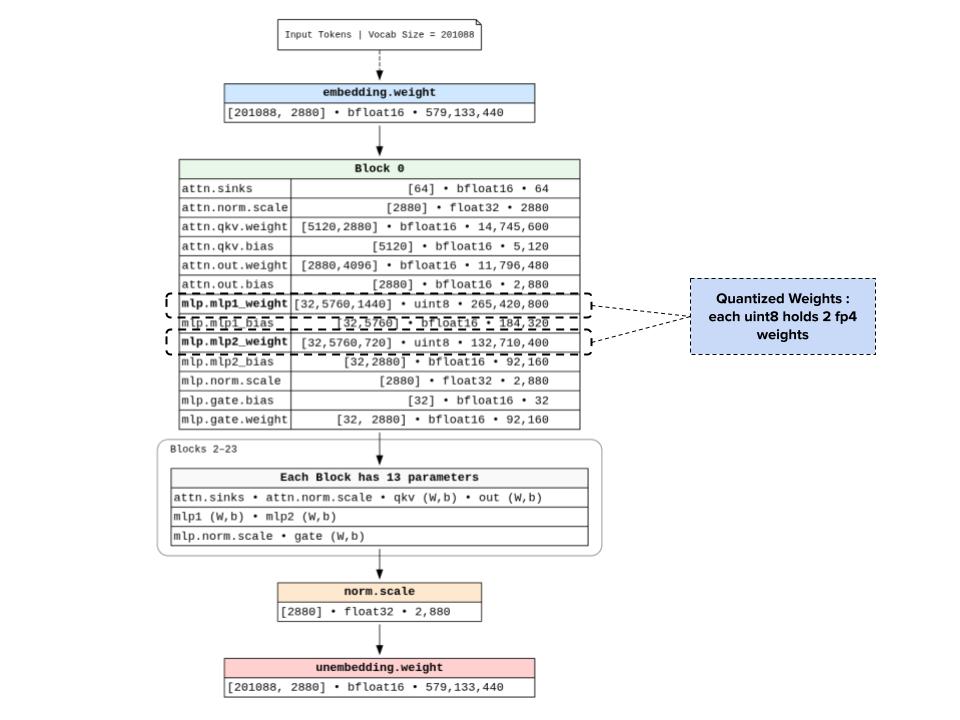 Input Tokens | Vocab Size = 201088
embedding.weight
[201088, 2880] • bfloat16 • 579,133,440
Block 0
attn.sinks [64] • bfloat16 • 64
attn.norm.scale [2880] • float32 • 2880
attn.qkv.weight [5120,2880] • bfloat16 • 14,745,600
attn.qkv.bias [5120] • bfloat16 • 5,120
attn.out.weight [2880,4096] • bfloat16 • 11,796,480
attn.out.bias [2880] • bfloat16 • 2,880
mlp.mlp1_weight [32,5760,1440] • uint8 • 265,420,800
mlp.mlp1_bias [32,5760] • bfloat16 • 184,320
mlp.mlp2_weight [32,5760,720] • uint8 • 132,710,400
mlp.mlp2_bias [32,2880] • bfloat16 • 92,160
mlp.norm.scale [2880] • float32 • 2,880
mlp.gate.bias [32] • bfloat16 • 32
mlp.gate.weight [32, 2880] • bfloat16 • 92,160
Quantized Weights :
each uint8 holds 2 fp4
weights
Blocks 2–23
Each Block has 13 parameters
attn.sinks • attn.norm.scale • qkv (W,b) • out (W,b)
mlp1 (W,b) • mlp2 (W,b)
mlp.norm.scale • gate (W,b)
norm.scale
[2880] • float32 • 2,880
unembedding.weight
[201088, 2880] • bfloat16 • 579,133,440